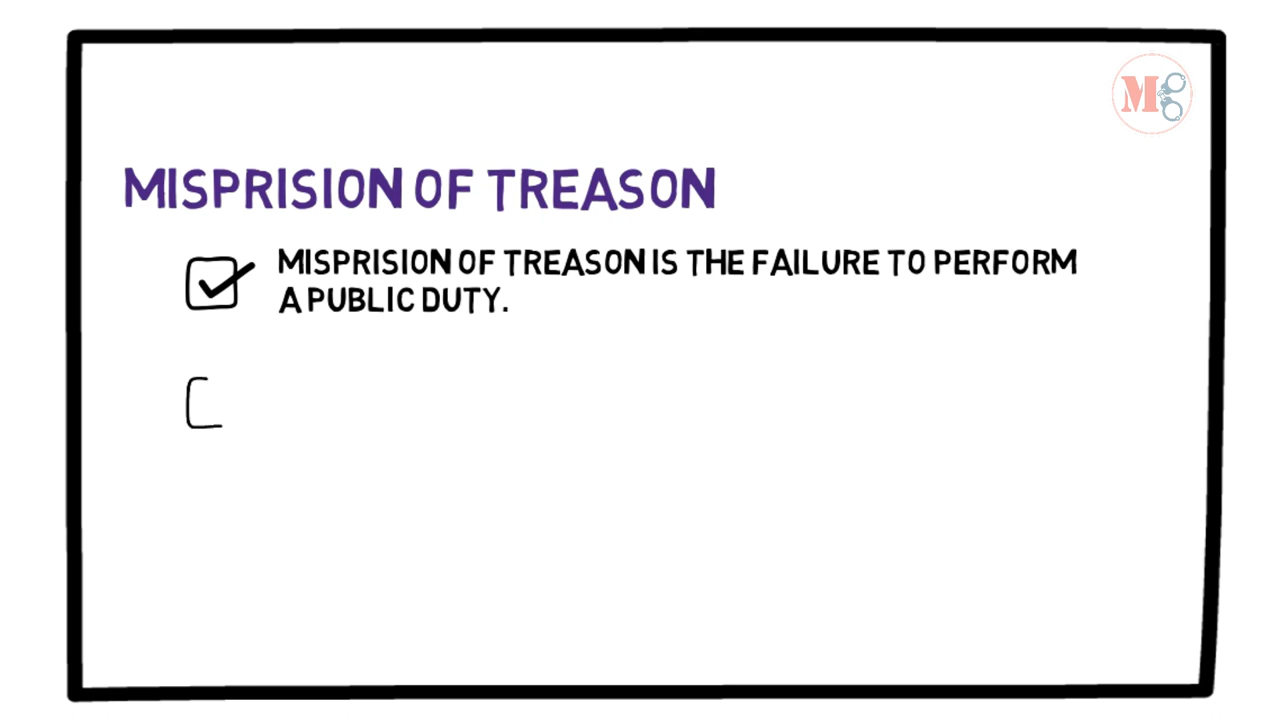 M
MISPRISION OF TREASON
MISPRISION OF TREASON IS THE FAILURE TO PERFORM
A PUBLIC DUTY.